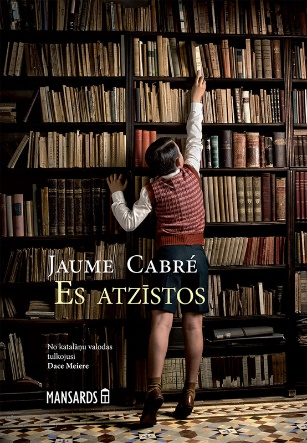 JAUME CABRÉ
ES ATZĪSTOS
No katalāņu valodas
tulkojusi
Dace Meiere
MANSARDS